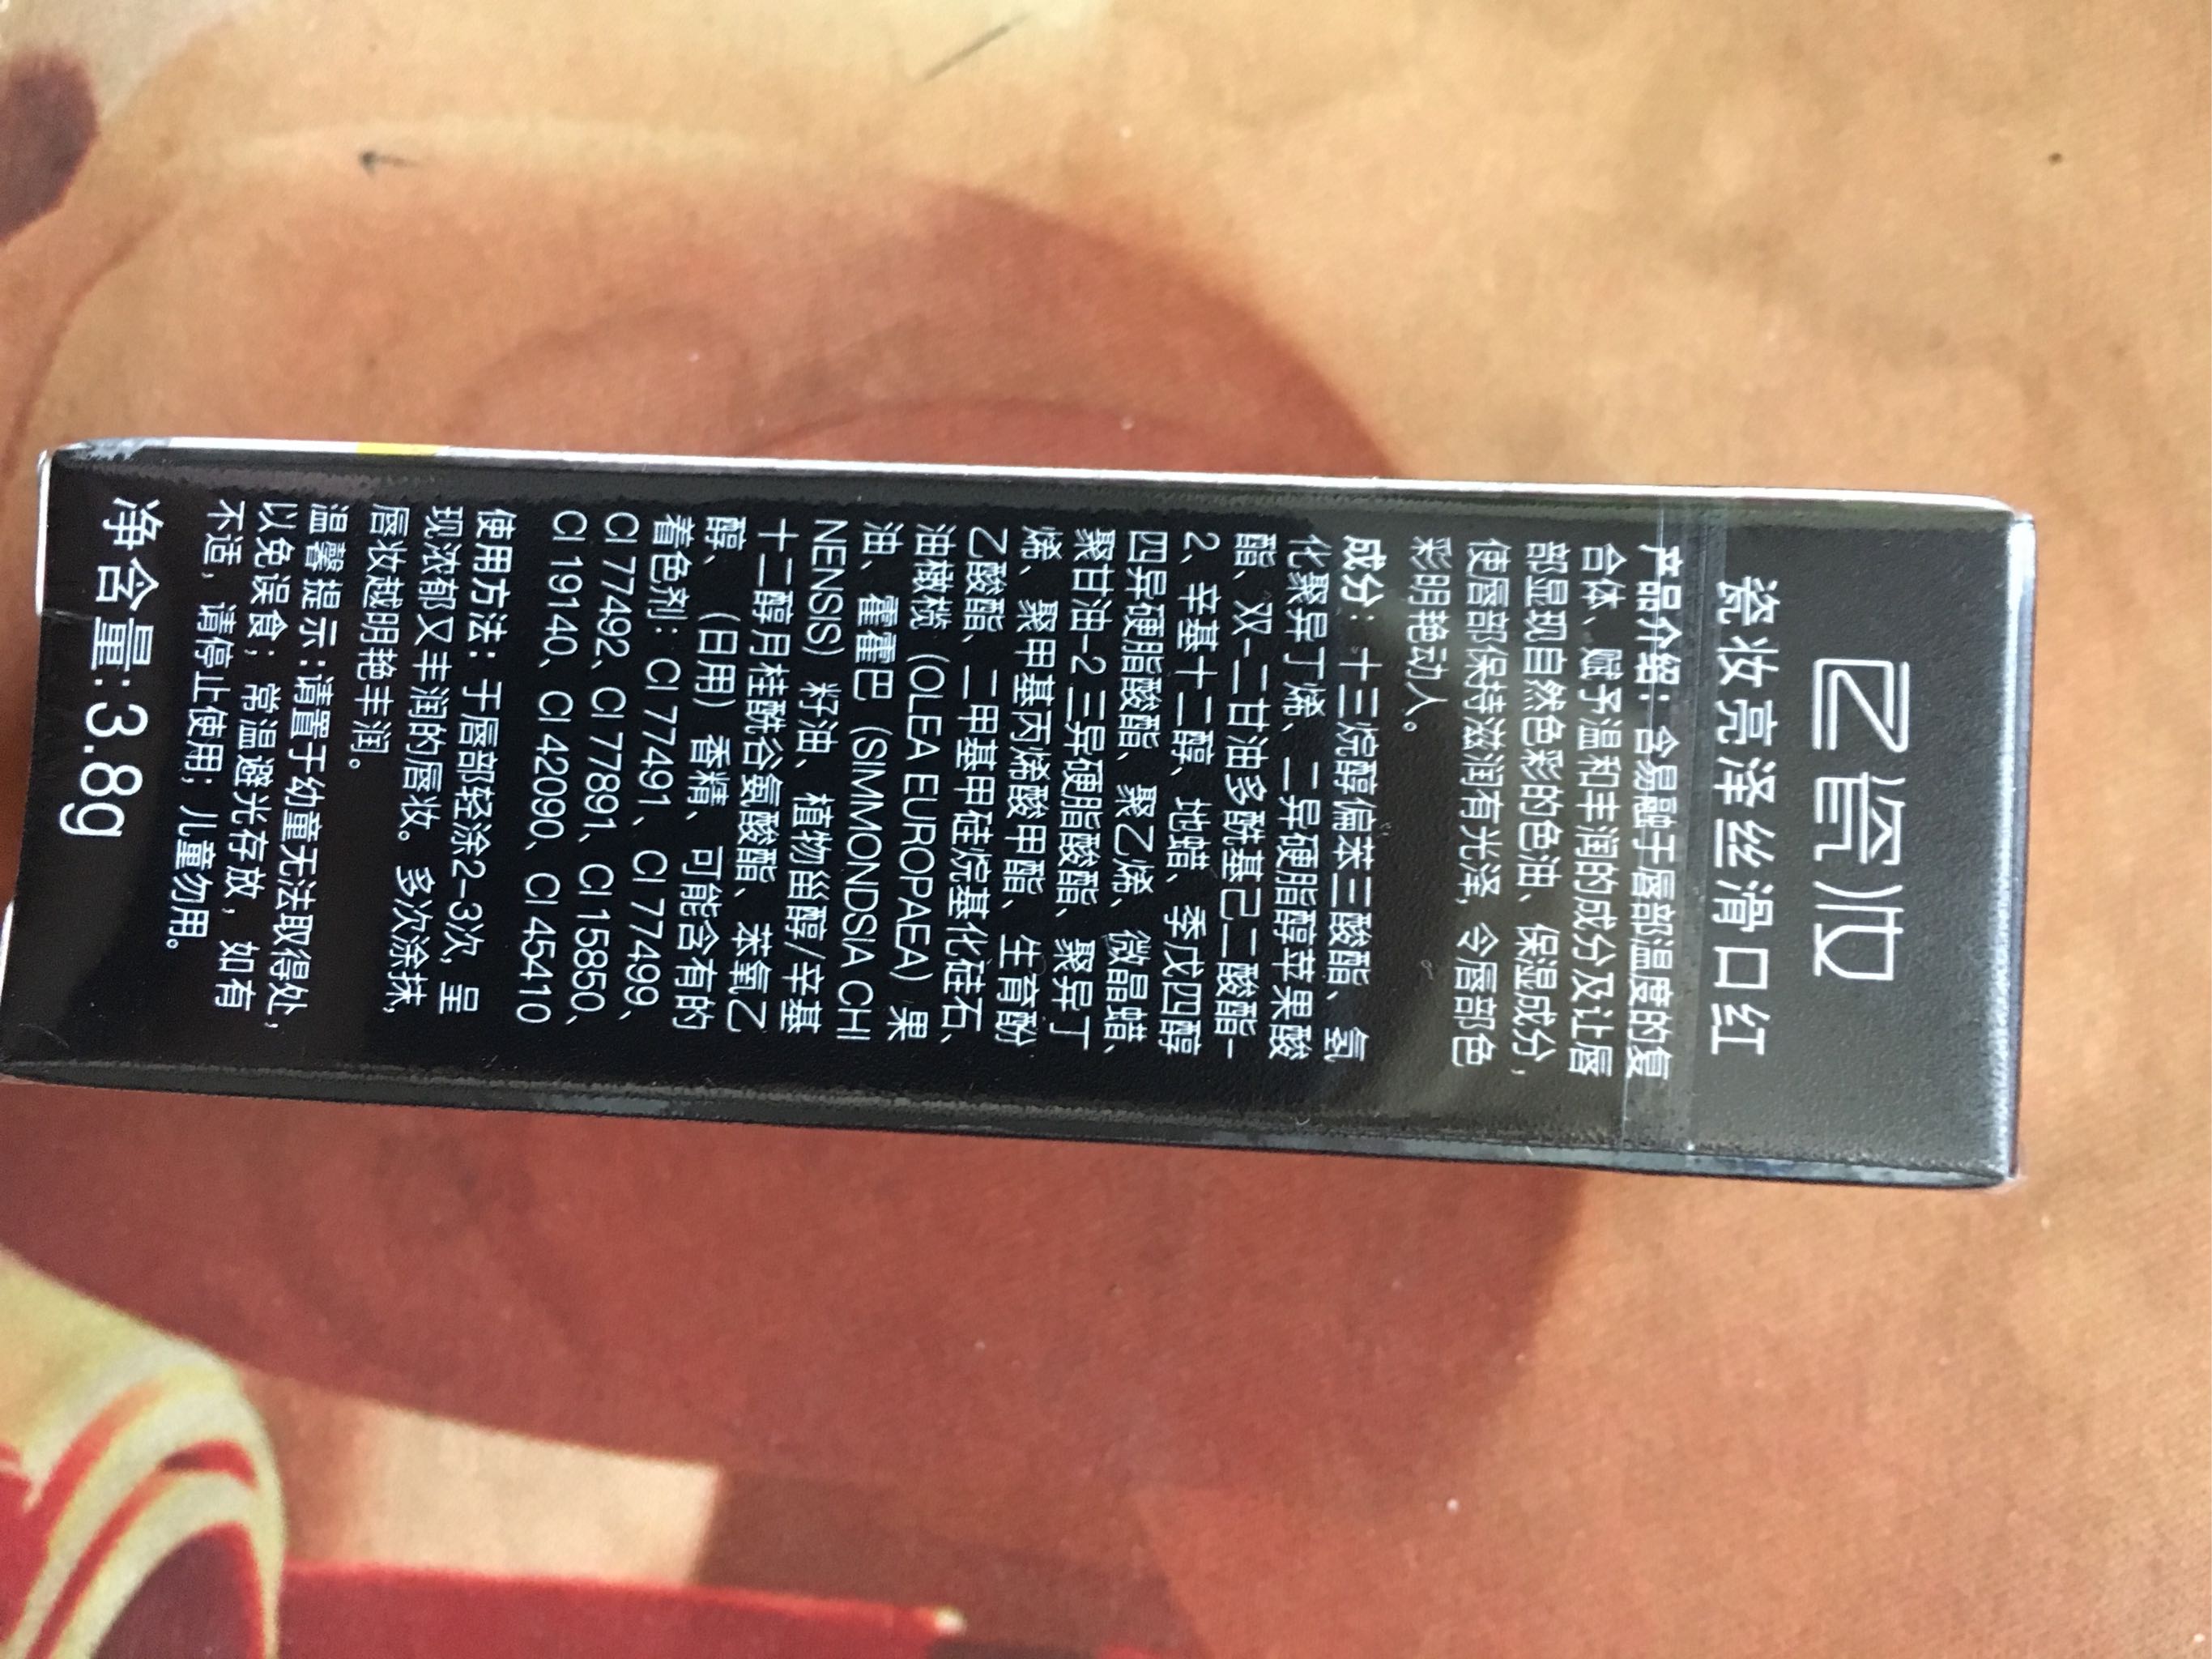 瓷妆
瓷妆亮泽丝滑口红
产品介绍：含易融于唇部温度的复
合体、赋予温和丰润的成分及让唇
部显现自然色彩的色油、保湿成分，
使唇部保持滋润有光泽，令唇部色
彩明艳动人。
成分：十三烷醇偏苯三酸酯、氢
化聚异丁烯、二异硬脂醇苹果酸
酯、双-二甘油多酰基己二酸酯-
2、辛基十二醇、地蜡、季戊四醇
四异硬脂酸酯、聚乙烯、微晶蜡、
聚甘油-2三异硬脂酸酯、聚异丁
烯、聚甲基丙烯酸甲酯、生育酚
乙酸酯、二甲基甲硅烷基化硅石、
油橄榄（OLEA EUROPAEA）果
油、霍霍巴（SIMMONDSIA CHI
NENSIS）籽油、植物甾醇/辛基
十二醇月桂酰谷氨酸酯、苯氧乙
醇、（日用）香精、可能含有的
着色剂：CI 77491、CI 77499、
CI 77492、CI 77891、CI 15850、
CI 19140、CI 42090、CI 45410
使用方法：于唇部轻涂2-3次，呈
现浓郁又丰润的唇妆。多次涂抹，
唇妆越明艳丰润。
温馨提示：请置于幼童无法取得处，
以免误食；常温避光存放，如有
不适，请停止使用；儿童勿用。
净含量：3.8g